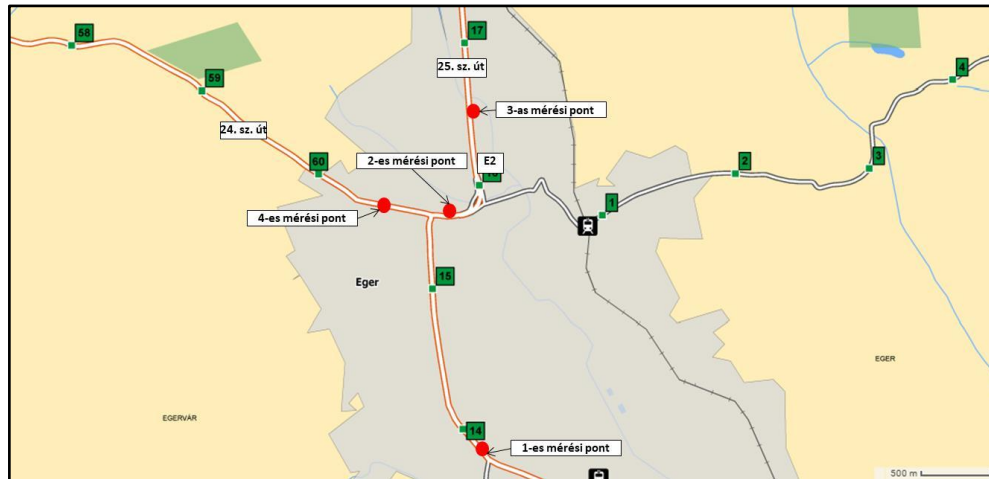 58
17
59
25. sz. út
4
3-as mérési pont
24. sz. út
60
2-es mérési pont
E2
2
3
1
4-es mérési pont
15
Eger
EGER
EGERVÁR
14
1-es mérési pont
500 m